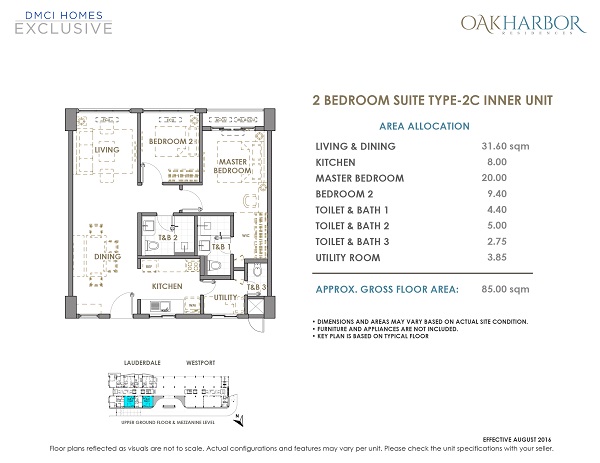 DMCI HOMES
EXCLUSIVE
OAKHARBOR
RESIDENCES
2 BEDROOM SUITE TYPE-2C INNER UNIT
AREA ALLOCATION
LIVING & DINING 31.60 sqm
KITCHEN 8.00
MASTER BEDROOM 20.00
BEDROOM 2 9.40
TOILET & BATH 1 4.40
TOILET & BATH 2 5.00
TOILET & BATH 3 2.75
UTILITY ROOM 3.85
APPROX. GROSS FLOOR AREA: 85.00 sqm
• DIMENSIONS AND AREAS MAY VARY BASED ON ACTUAL SITE CONDITION.
• FURNITURE AND APPLIANCES ARE NOT INCLUDED.
• KEY PLAN IS BASED ON TYPICAL FLOOR
LIVING
BEDROOM 2
MASTER
BEDROOM
T&B 2
T&B 1
WIC
DINING
KITCHEN
UTILITY
T&B 3
LAUDERDALE WESTPORT
UPPER GROUND FLOOR & MEZZANINE LEVEL
N
EFFECTIVE AUGUST 2016
Floor plans reflected as visuals are not to scale. Actual configurations and features may vary per unit. Please check the unit specifications with your seller.